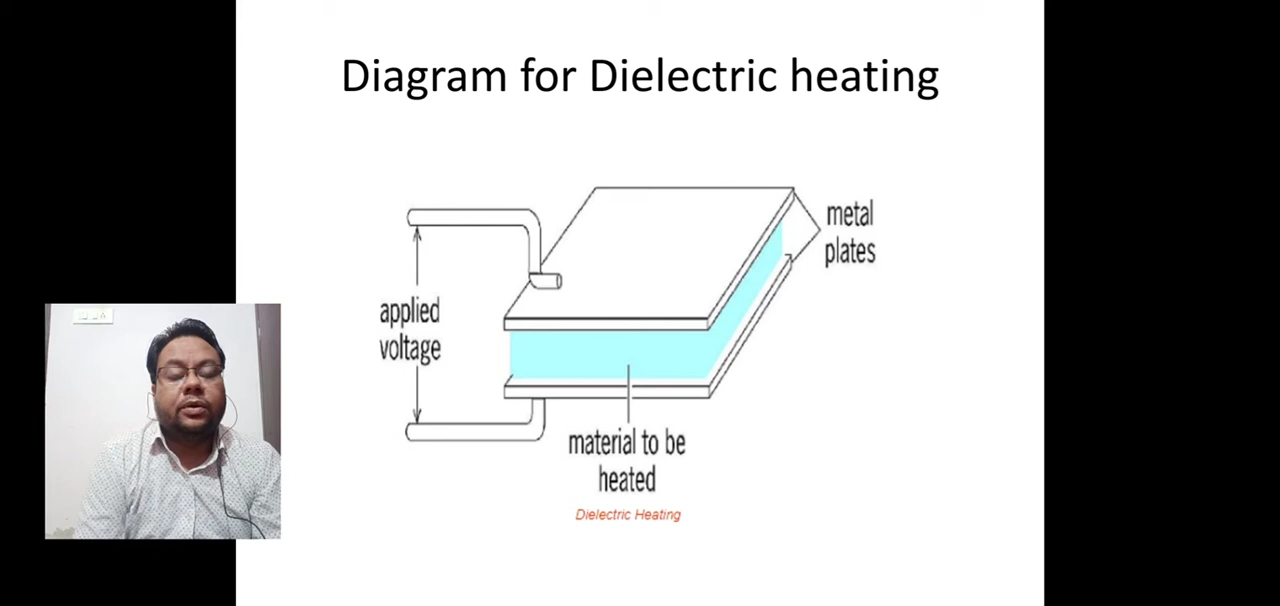 Diagram for Dielectric heating
metal
plates
applied
voltage
material to be
heated
Dielectric Heating